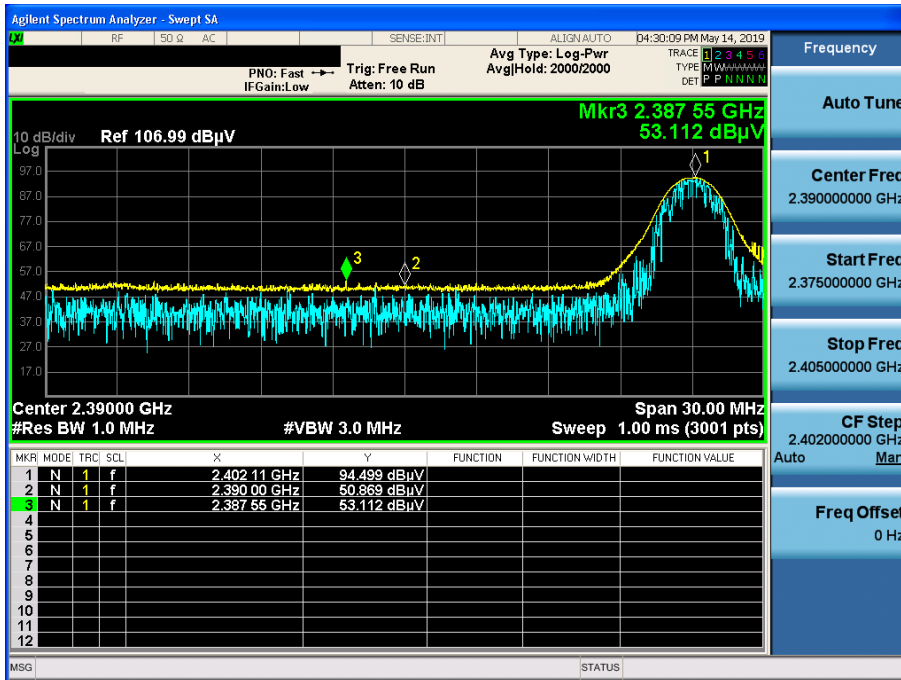 Agilent Spectrum Analyzer - Swept SA
LXI RF 50 Ω AC SENSE:INT ALIGN AUTO 04:30:09 PM May 14, 2019
PNO: Fast Trig: Free Run Avg Type: Log-Pwr TRACE 1 2 3 4 5 6
IFGain:Low Atten: 10 dB Avg|Hold: 2000/2000 TYPE M W
DET P P N N N N
Mkr3 2.387 55 GHz
53.112 dBµV
10 dB/div Ref 106.99 dBµV
Log
97.0
87.0
77.0
67.0
57.0
47.0
37.0
27.0
17.0
1
2
3
Center 2.39000 GHz Span 30.00 MHz
#Res BW 1.0 MHz #VBW 3.0 MHz Sweep 1.00 ms (3001 pts)
MKR MODE TRC SCL X Y FUNCTION FUNCTION WIDTH FUNCTION VALUE
1 N 1 f 2.402 11 GHz 94.499 dBµV
2 N 1 f 2.390 00 GHz 50.869 dBµV
3 N 1 f 2.387 55 GHz 53.112 dBµV
4
5
6
7
8
9
10
11
12
MSG STATUS
Frequency
Auto Tune
Center Freq
2.390000000 GHz
Start Freq
2.375000000 GHz
Stop Freq
2.405000000 GHz
CF Step
2.402000000 GHz
Auto Man
Freq Offset
0 Hz